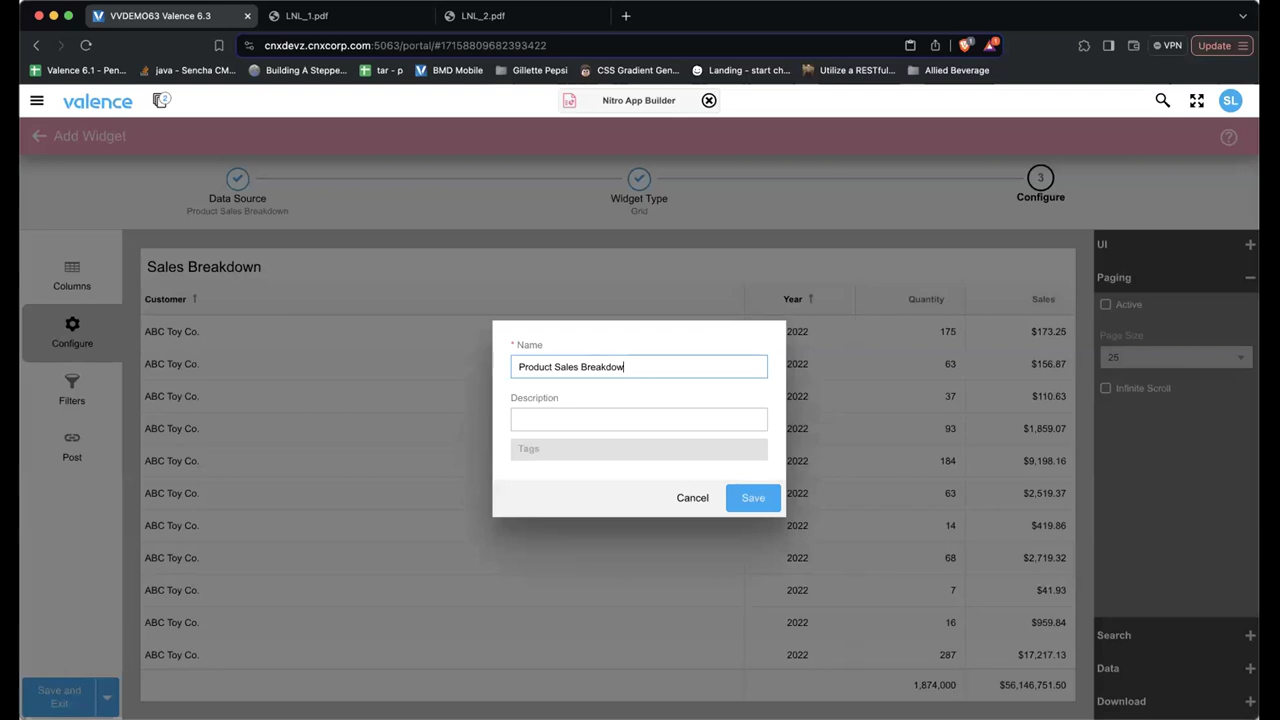 VVDEMO63 Valence 6.3
LNL_1.pdf
LNL_2.pdf
cnxdevz.cnxcorp.com:5063/portal/#17158809682393422
1
1
VPN
Update
Valence 6.1 - Pen...
java - Sencha CM...
Building A Steppe...
tar - p
BMD Mobile
Gillette Pepsi
CSS Gradient Gen...
Landing - start ch...
Utilize a RESTful...
Allied Beverage
valence
2
Nitro App Builder
SL
Add Widget
Data Source
Product Sales Breakdown
Widget Type
Grid
3
Configure
Columns
Configure
Filters
Post
Save and
Exit
Sales Breakdown
Customer Year Quantity Sales
ABC Toy Co. 2022 175 $173.25
ABC Toy Co. 2022 63 $156.87
ABC Toy Co. 2022 37 $110.63
ABC Toy Co. 2022 93 $1,859.07
ABC Toy Co. 2022 184 $9,198.16
ABC Toy Co. 2022 63 $2,519.37
ABC Toy Co. 2022 14 $419.86
ABC Toy Co. 2022 68 $2,719.32
ABC Toy Co. 2022 7 $41.93
ABC Toy Co. 2022 16 $959.84
ABC Toy Co. 2022 287 $17,217.13
1,874,000 $56,146,751.50
* Name
Product Sales Breakdow
Description
Tags
Cancel
Save
UI
Paging
Active
Page Size
25
Infinite Scroll
Search
Data
Download